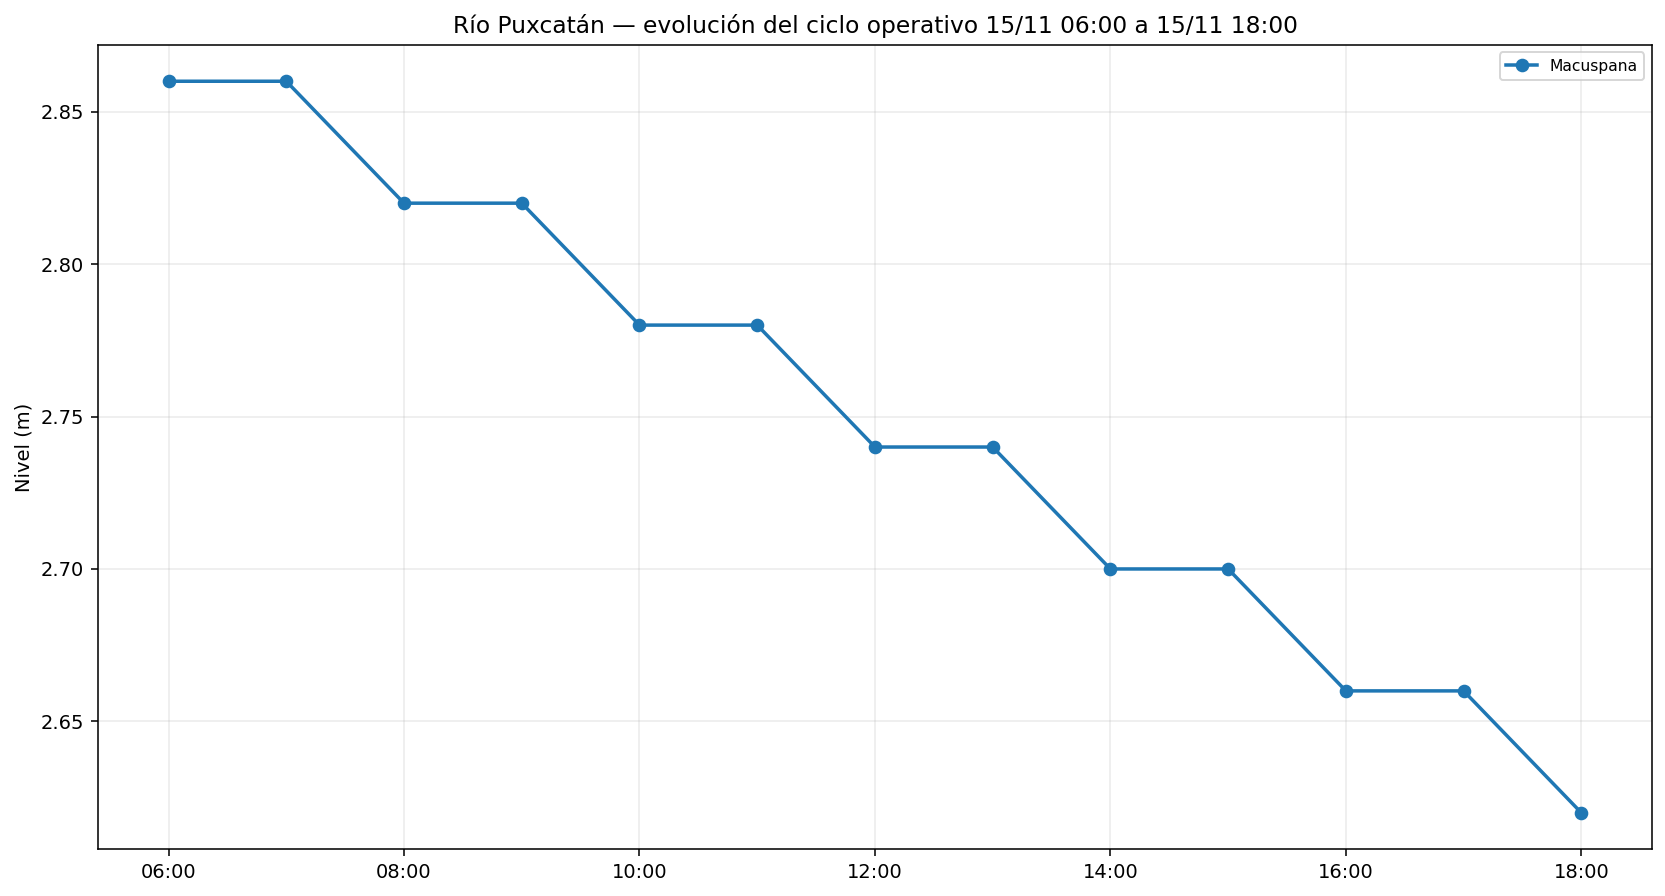 Río Puxcatán — evolución del ciclo operativo 15/11 06:00 a 15/11 18:00
Macuspana
Nivel (m)
2.85
2.80
2.75
2.70
2.65
06:00 08:00 10:00 12:00 14:00 16:00 18:00